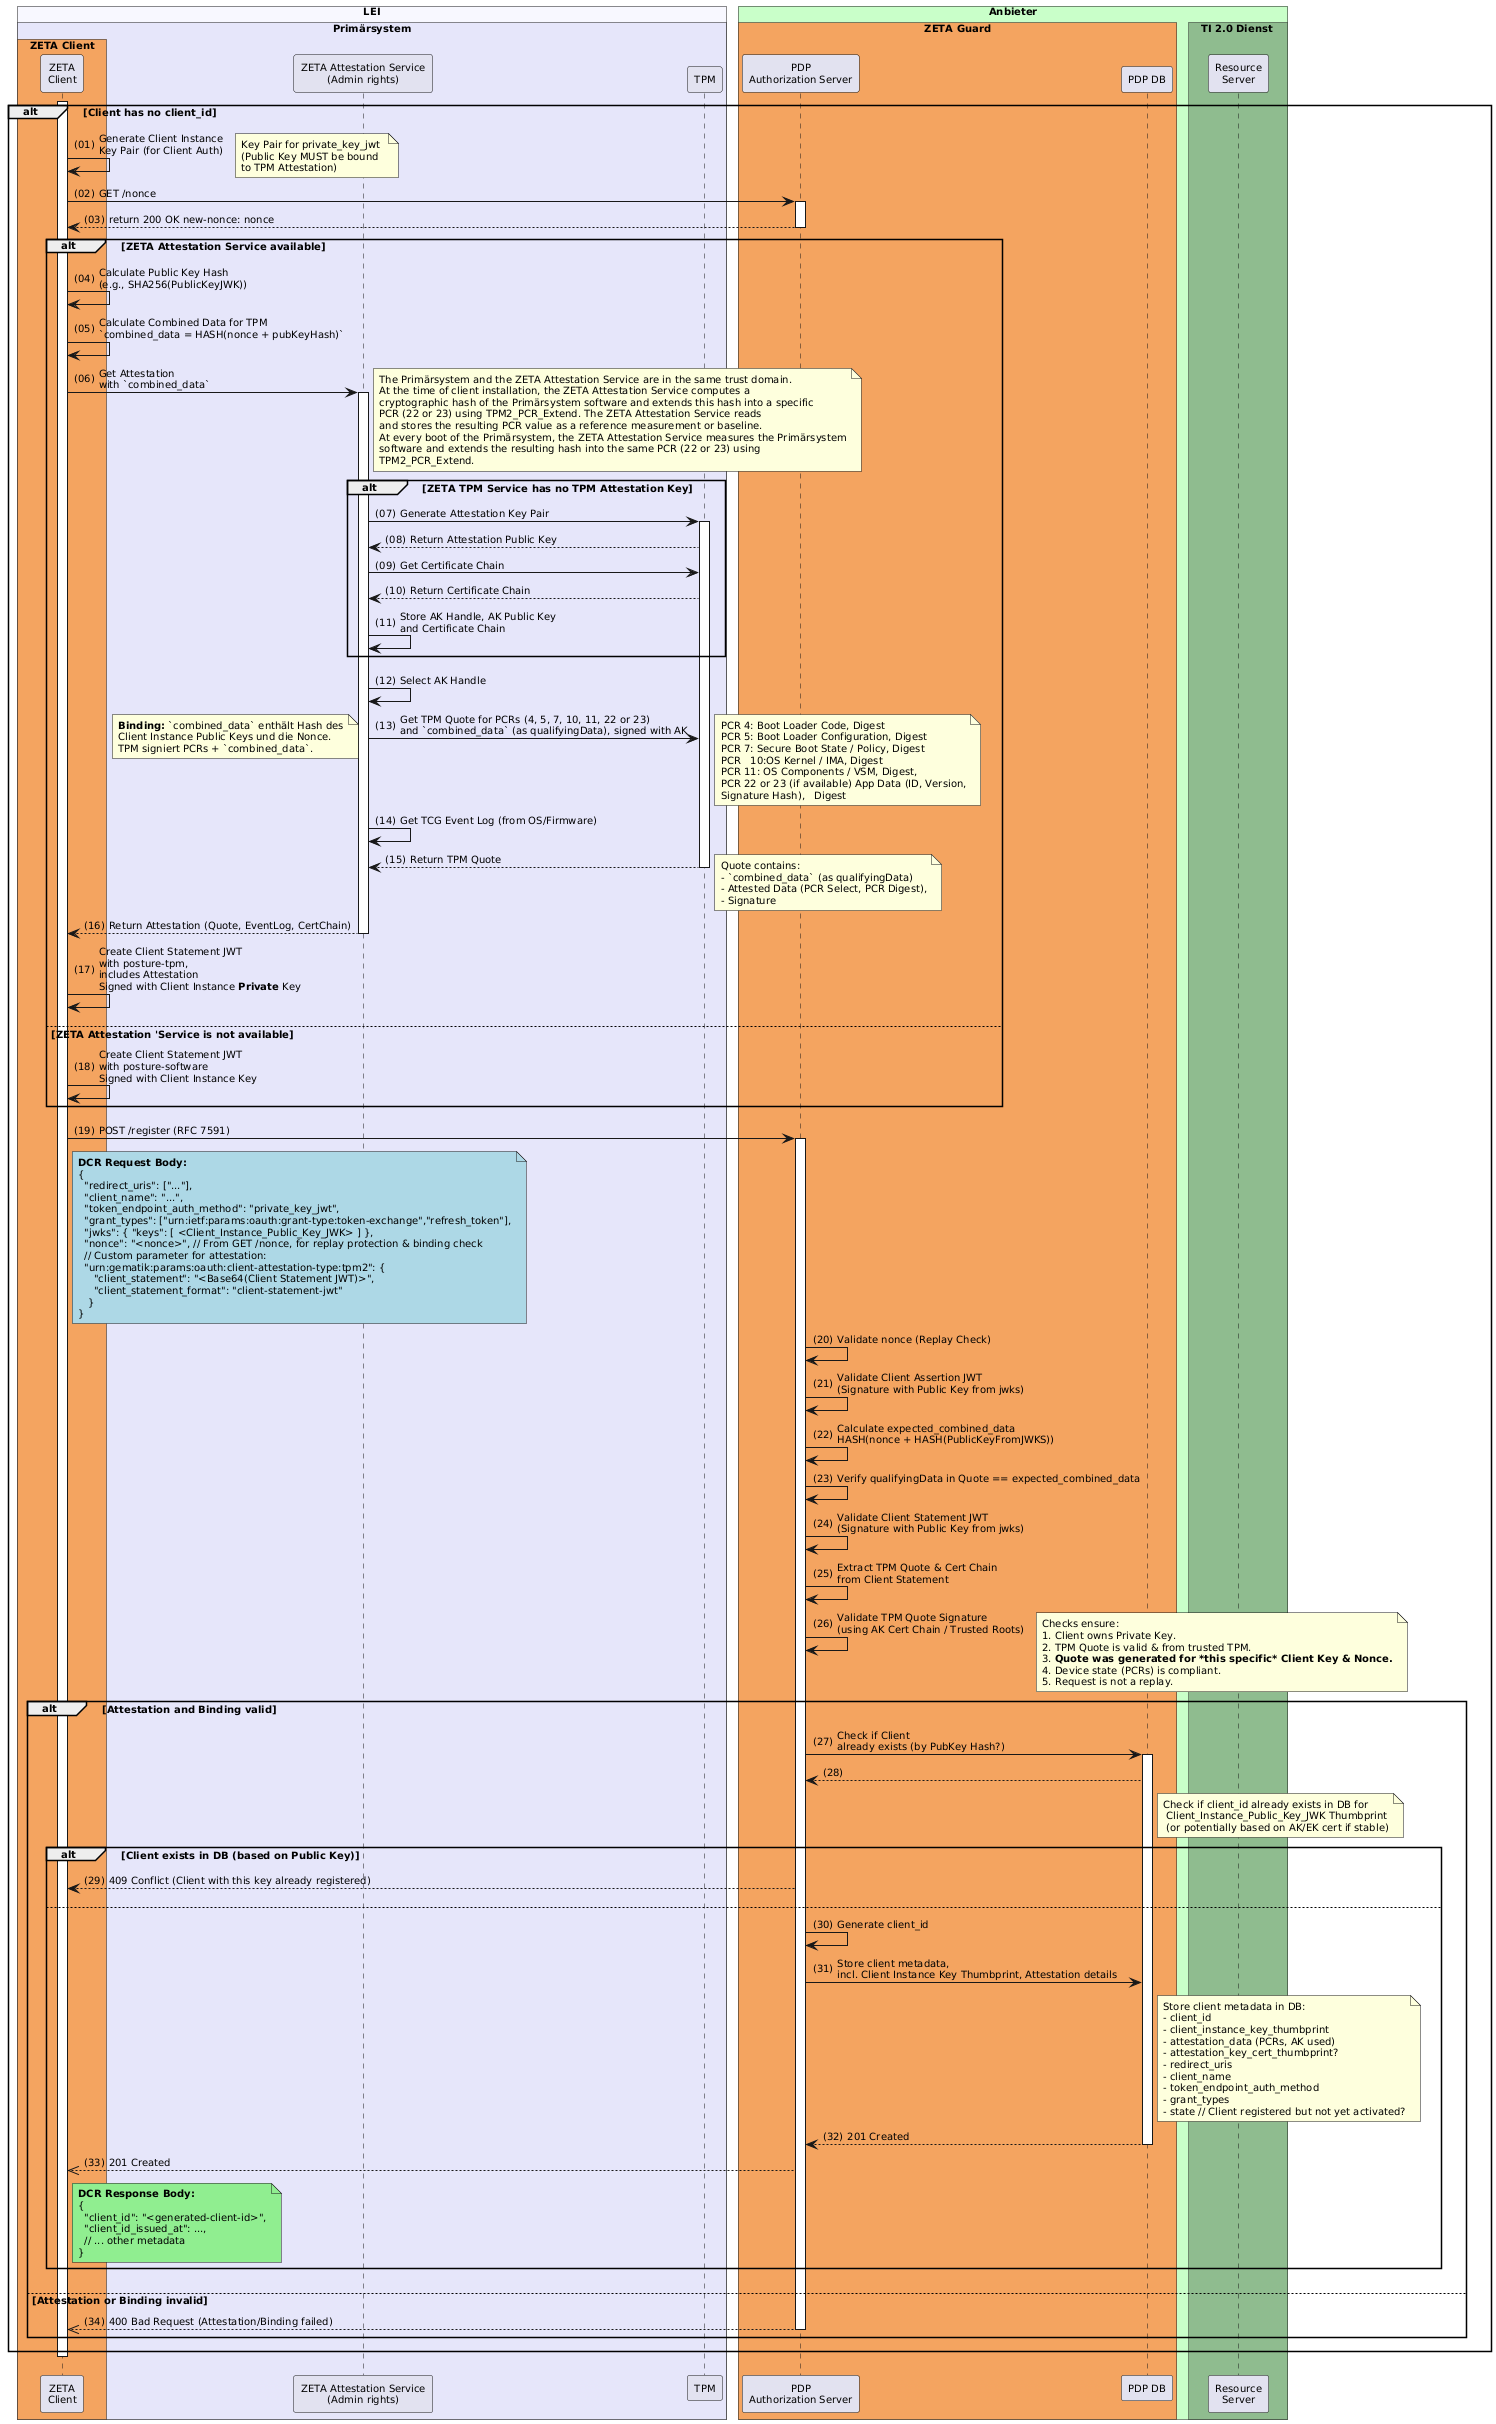 LEI
Anbieter
Primärsystem
ZETA Guard
TI 2.0 Dienst
ZETA Client
ZETA
Client
ZETA Attestation Service
(Admin rights)
TPM
PDP
Authorization Server
PDP DB
Resource
Server
alt
[Client has no client_id]
(01) Generate Client Instance
Key Pair (for Client Auth)
Key Pair for private_key_jwt
(Public Key MUST be bound
to TPM Attestation)
(02) GET /nonce
(03) return 200 OK new-nonce: nonce
alt
[ZETA Attestation Service available]
(04) Calculate Public Key Hash
(e.g., SHA256(PublicKeyJWK))
(05) Calculate Combined Data for TPM
`combined_data = HASH(nonce + pubKeyHash)`
(06) Get Attestation
with `combined_data`
The Primärsystem and the ZETA Attestation Service are in the same trust domain.
At the time of client installation, the ZETA Attestation Service computes a
cryptographic hash of the Primärsystem software and extends this hash into a specific
PCR (22 or 23) using TPM2_PCR_Extend. The ZETA Attestation Service reads
and stores the resulting PCR value as a reference measurement or baseline.
At every boot of the Primärsystem, the ZETA Attestation Service measures the Primärsystem
software and extends the resulting hash into the same PCR (22 or 23) using
TPM2_PCR_Extend.
alt
[ZETA TPM Service has no TPM Attestation Key]
(07) Generate Attestation Key Pair
(08) Return Attestation Public Key
(09) Get Certificate Chain
(10) Return Certificate Chain
(11) Store AK Handle, AK Public Key
and Certificate Chain
(12) Select AK Handle
Binding: `combined_data` enthält Hash des
Client Instance Public Keys und die Nonce.
TPM signiert PCRs + `combined_data`.
(13) Get TPM Quote for PCRs (4, 5, 7, 10, 11, 22 or 23)
and `combined_data` (as qualifyingData), signed with AK
PCR 4: Boot Loader Code, Digest
PCR 5: Boot Loader Configuration, Digest
PCR 7: Secure Boot State / Policy, Digest
PCR   10:OS Kernel / IMA, Digest
PCR 11: OS Components / VSM, Digest,
PCR 22 or 23 (if available) App Data (ID, Version,
Signature Hash),   Digest
(14) Get TCG Event Log (from OS/Firmware)
(15) Return TPM Quote
Quote contains:
- `combined_data` (as qualifyingData)
- Attested Data (PCR Select, PCR Digest),
- Signature
(16) Return Attestation (Quote, EventLog, CertChain)
(17) Create Client Statement JWT
with posture-tpm,
includes Attestation
Signed with Client Instance Private Key
[ZETA Attestation 'Service is not available]
(18) Create Client Statement JWT
with posture-software
Signed with Client Instance Key
(19) POST /register (RFC 7591)
DCR Request Body:
{
"redirect_uris": ["..."],
"client_name": "...",
"token_endpoint_auth_method": "private_key_jwt",
"grant_types": ["urn:ietf:params:oauth:grant-type:token-exchange","refresh_token"],
"jwks": { "keys": [ <Client_Instance_Public_Key_JWK> ] },
"nonce": "<nonce>", // From GET /nonce, for replay protection & binding check
// Custom parameter for attestation:
"urn:gematik:params:oauth:client-attestation-type:tpm2": {
"client_statement": "<Base64(Client Statement JWT)>",
"client_statement_format": "client-statement-jwt"
}
}
(20) Validate nonce (Replay Check)
(21) Validate Client Assertion JWT
(Signature with Public Key from jwks)
(22) Calculate expected_combined_data
HASH(nonce + HASH(PublicKeyFromJWKS))
(23) Verify qualifyingData in Quote == expected_combined_data
(24) Validate Client Statement JWT
(Signature with Public Key from jwks)
(25) Extract TPM Quote & Cert Chain
from Client Statement
(26) Validate TPM Quote Signature
(using AK Cert Chain / Trusted Roots)
Checks ensure:
1. Client owns Private Key.
2. TPM Quote is valid & from trusted TPM.
3. Quote was generated for *this specific* Client Key & Nonce.
4. Device state (PCRs) is compliant.
5. Request is not a replay.
alt
[Attestation and Binding valid]
(27) Check if Client
already exists (by PubKey Hash?)
(28)
Check if client_id already exists in DB for
Client_Instance_Public_Key_JWK Thumbprint
(or potentially based on AK/EK cert if stable)
alt
[Client exists in DB (based on Public Key)]
(29) 409 Conflict (Client with this key already registered)
(30) Generate client_id
(31) Store client metadata,
incl. Client Instance Key Thumbprint, Attestation details
Store client metadata in DB:
- client_id
- client_instance_key_thumbprint
- attestation_data (PCRs, AK used)
- attestation_key_cert_thumbprint?
- redirect_uris
- client_name
- token_endpoint_auth_method
- grant_types
- state // Client registered but not yet activated?
(32) 201 Created
(33) 201 Created
DCR Response Body:
{
"client_id": "<generated-client-id>",
"client_id_issued_at": ...,
// ... other metadata
}
[Attestation or Binding invalid]
(34) 400 Bad Request (Attestation/Binding failed)
ZETA
Client
ZETA Attestation Service
(Admin rights)
TPM
PDP
Authorization Server
PDP DB
Resource
Server